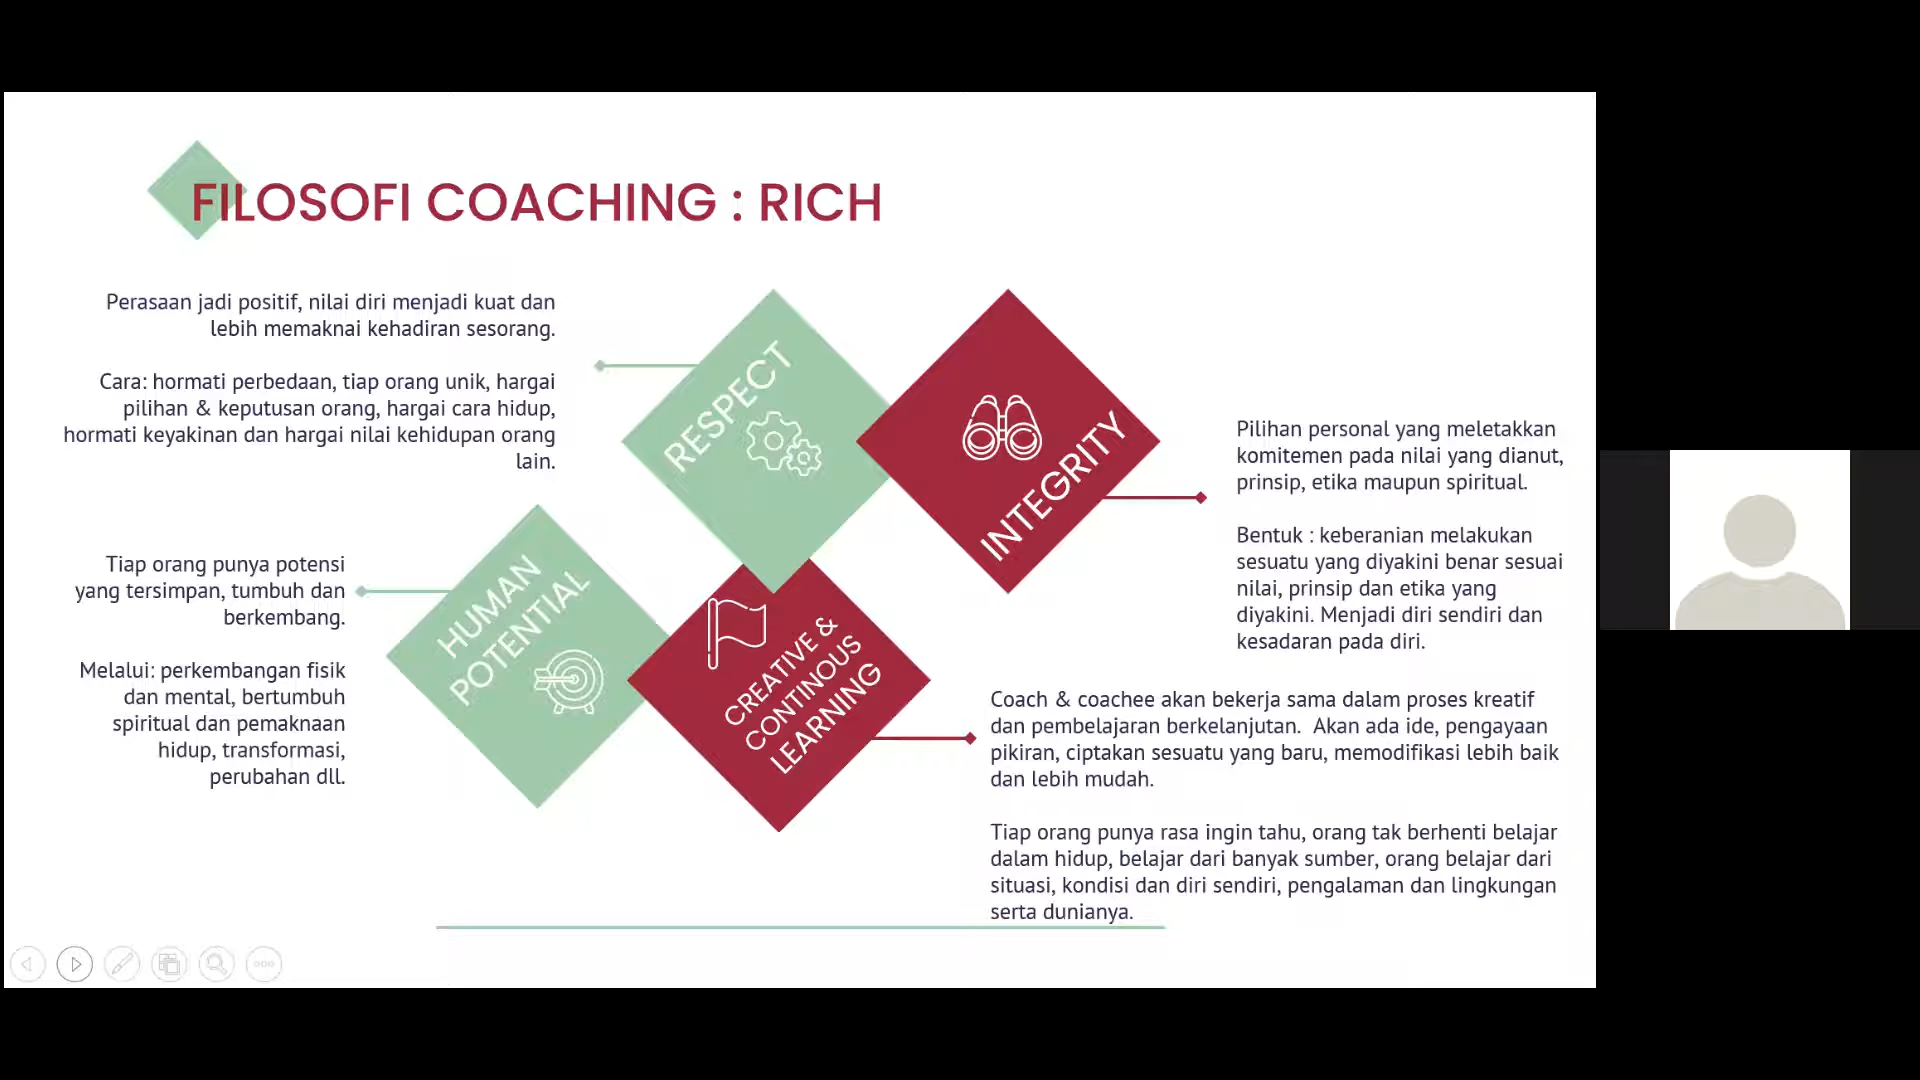 FILOSOFI COACHING : RICH
Perasaan jadi positif, nilai diri menjadi kuat dan
lebih memaknai kehadiran sesorang.
Cara: hormati perbedaan, tiap orang unik, hargai
pilihan & keputusan orang, hargai cara hidup,
hormati keyakinan dan hargai nilai kehidupan orang
lain.
RESPECT
INTEGRITY
Pilihan personal yang meletakkan
komitemen pada nilai yang dianut,
prinsip, etika maupun spiritual.
Bentuk : keberanian melakukan
sesuatu yang diyakini benar sesuai
nilai, prinsip dan etika yang
diyakini. Menjadi diri sendiri dan
kesadaran pada diri.
Tiap orang punya potensi
yang tersimpan, tumbuh dan
berkembang.
Melalui: perkembangan fisik
dan mental, bertumbuh
spiritual dan pemaknaan
hidup, transformasi,
perubahan dll.
HUMAN
POTENTIAL
CREATIVE &
CONTINOUS
LEARNING
Coach & coachee akan bekerja sama dalam proses kreatif
dan pembelajaran berkelanjutan. Akan ada ide, pengayaan
pikiran, ciptakan sesuatu yang baru, memodifikasi lebih baik
dan lebih mudah.
Tiap orang punya rasa ingin tahu, orang tak berhenti belajar
dalam hidup, belajar dari banyak sumber, orang belajar dari
situasi, kondisi dan diri sendiri, pengalaman dan lingkungan
serta dunianya.